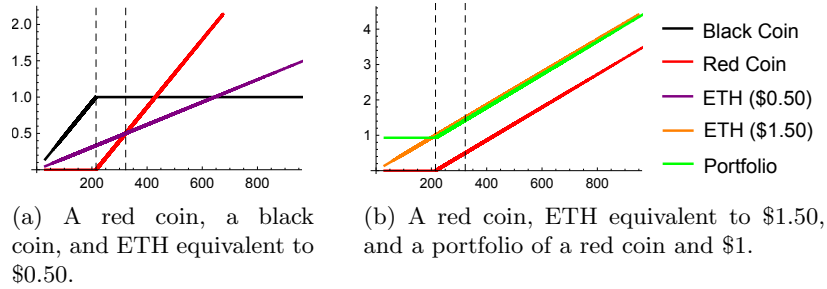 2.0
1.5
1.0
0.5
200 400 600 800
4
3
2
1
0
200 400 600 800
Black Coin
Red Coin
ETH ($0.50)
ETH ($1.50)
Portfolio
(a) A red coin, a black
coin, and ETH equivalent to
$0.50.
(b) A red coin, ETH equivalent to $1.50,
and a portfolio of a red coin and $1.